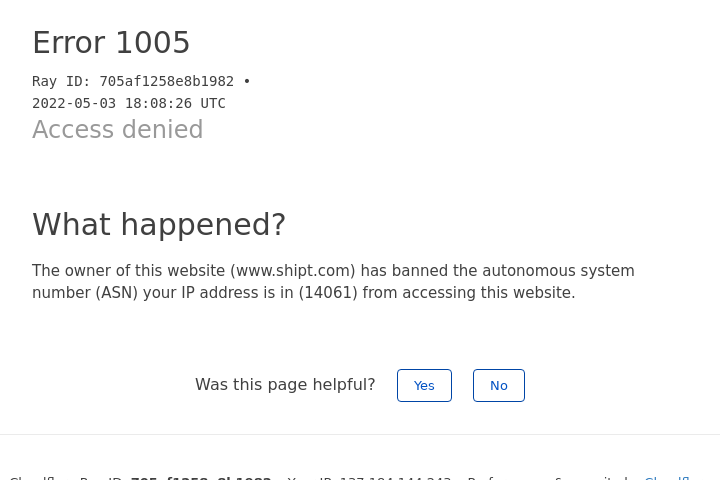 Error 1005
Ray ID: 705af1258e8b1982 •
2022-05-03 18:08:26 UTC
Access denied
What happened?
The owner of this website (www.shipt.com) has banned the autonomous system
number (ASN) your IP address is in (14061) from accessing this website.
Was this page helpful? Yes No